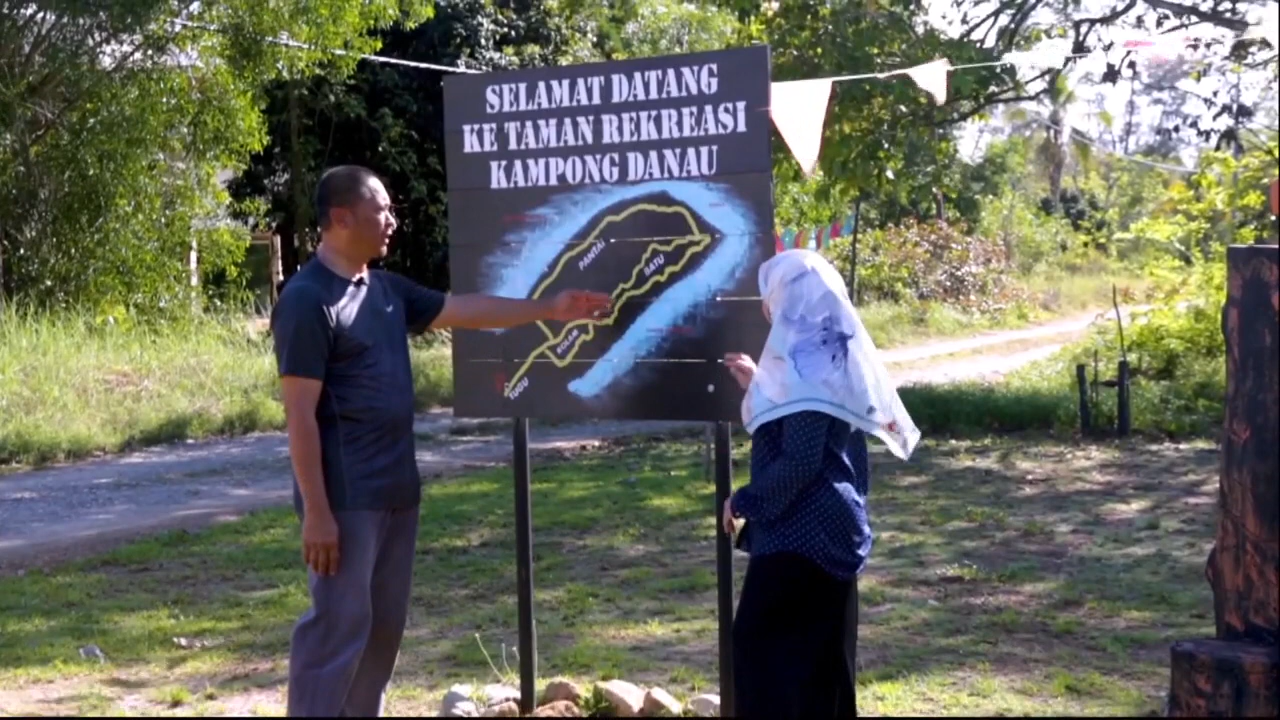 SELAMAT DATANG
KE TAMAN REKREASI
KAMPONG DANAU
PANTAI
BATU
KOLAM
TUGU